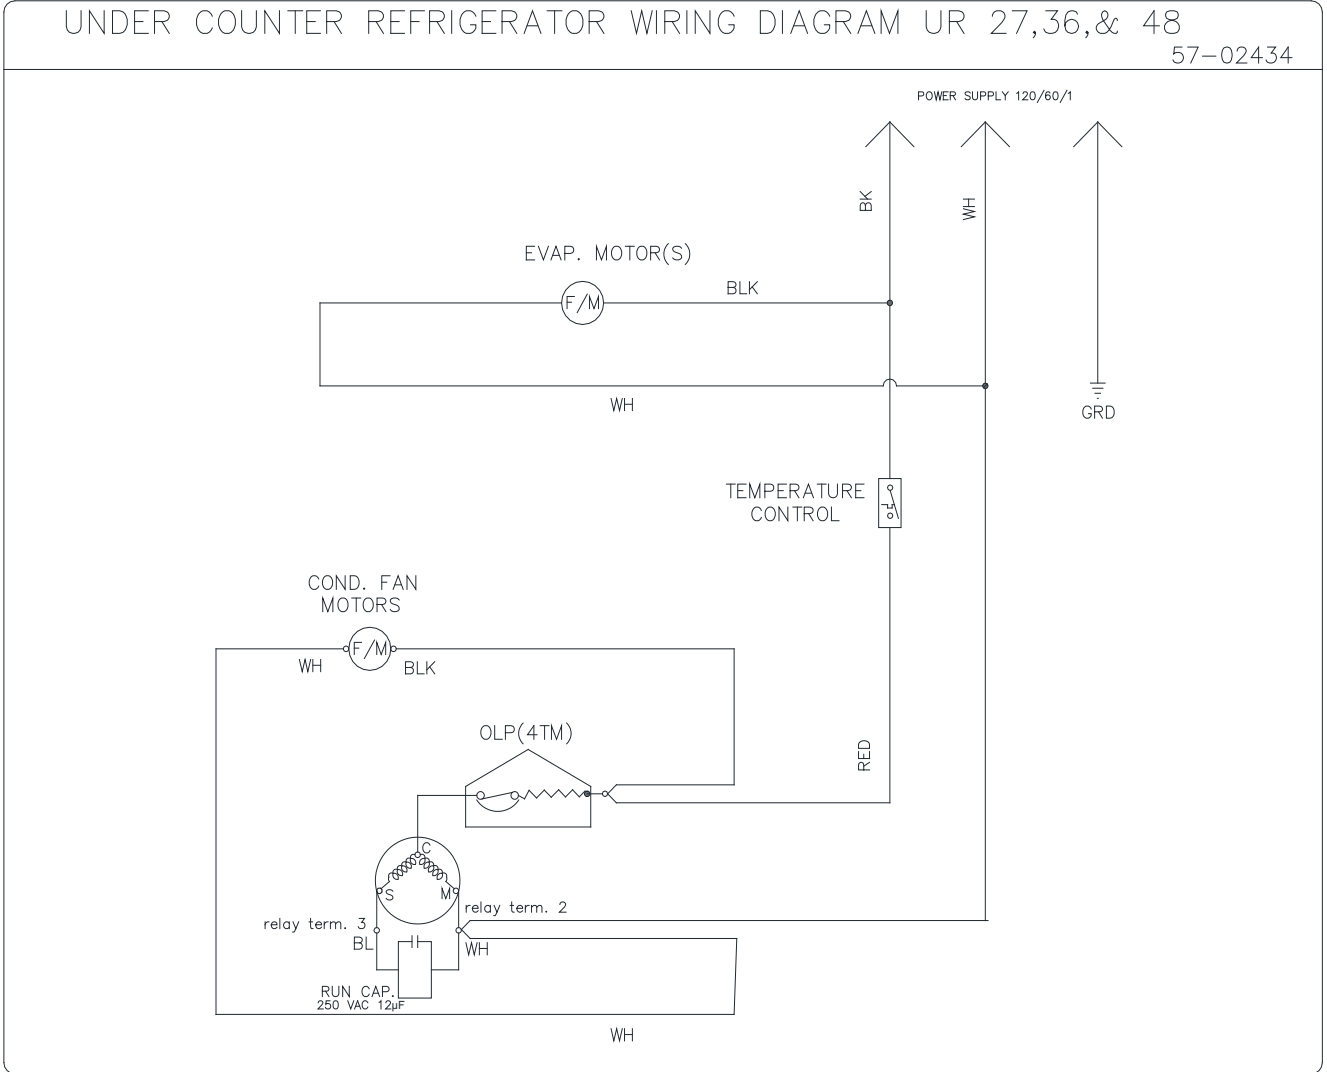 UNDER COUNTER REFRIGERATOR WIRING DIAGRAM UR 27,36,& 48
57-02434
POWER SUPPLY 120/60/1
BK
WH
EVAP. MOTOR(S)
BLK
F/M
WH
GRD
TEMPERATURE
CONTROL
COND. FAN
MOTORS
F/M
WH
BLK
OLP(4TM)
RED
C
S
M
relay term. 2
relay term. 3
BL
WH
RUN CAP.
250 VAC 12µF
WH